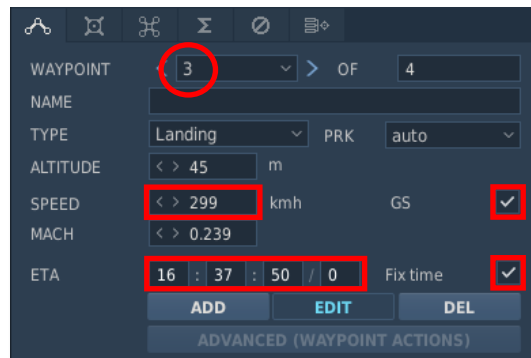 WAYPOINT < 3 > OF 4
NAME
TYPE Landing PRK auto
ALTITUDE < > 45 m
SPEED < > 299 kmh GS
MACH < > 0.239
ETA 16 : 37 : 50 / 0 Fix time
ADD EDIT DEL
ADVANCED (WAYPOINT ACTIONS)